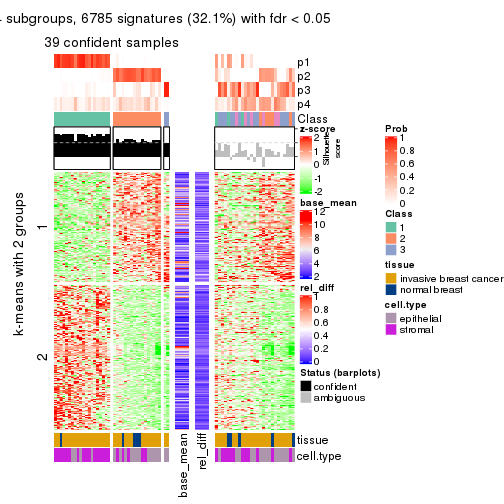 subgroups, 6785 signatures (32.1%) with fdr < 0.05
39 confident samples
p1
p2
p3
p4
Class
Silhouette
score
k-means with 2 groups
1
2
z-score
2
1
0
-1
-2
base_mean
12
10
8
6
4
2
rel_diff
1
0.8
0.6
0.4
0.2
0
Status (barplots)
confident
ambiguous
Prob
1
0.8
0.6
0.4
0.2
0
Class
1
2
3
tissue
invasive breast cancer
normal breast
cell.type
epithelial
stromal
tissue
cell.type
base_mean
rel_diff